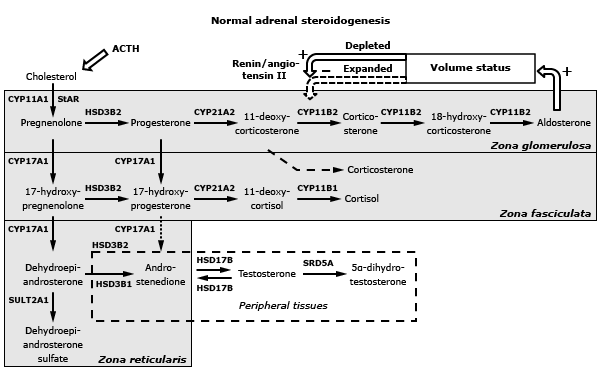 Normal adrenal steroidogenesis
ACTH
Cholesterol
Renin/angio-
tensin II
+
Depleted
–
Expanded
Volume status
+
CYP11A1
StAR
Pregnenolone
HSD3B2
Progesterone
CYP21A2
11-deoxy-
corticosterone
CYP11B2
Cortico-
sterone
CYP11B2
18-hydroxy-
corticosterone
CYP11B2
Aldosterone
Zona glomerulosa
CYP17A1
CYP17A1
Corticosterone
17-hydroxy-
pregnenolone
HSD3B2
17-hydroxy-
progesterone
CYP21A2
11-deoxy-
cortisol
CYP11B1
Cortisol
Zona fasciculata
CYP17A1
CYP17A1
HSD3B2
Dehydroepi-
androsterone
HSD3B1
Andro-
stenedione
HSD17B
HSD17B
Testosterone
SRD5A
5α-dihydro-
testosterone
Peripheral tissues
SULT2A1
Dehydroepi-
androsterone
sulfate
Zona reticularis